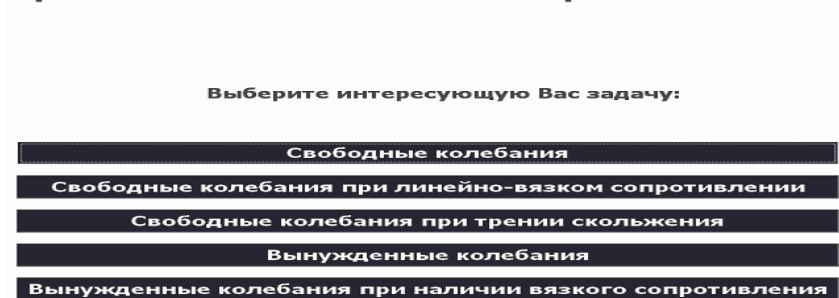 Выберите интересующую Вас задачу:
Свободные колебания
Свободные колебания при линейно-вязком сопротивлении
Свободные колебания при трении скольжения
Вынужденные колебания
Вынужденные колебания при наличии вязкого сопротивления